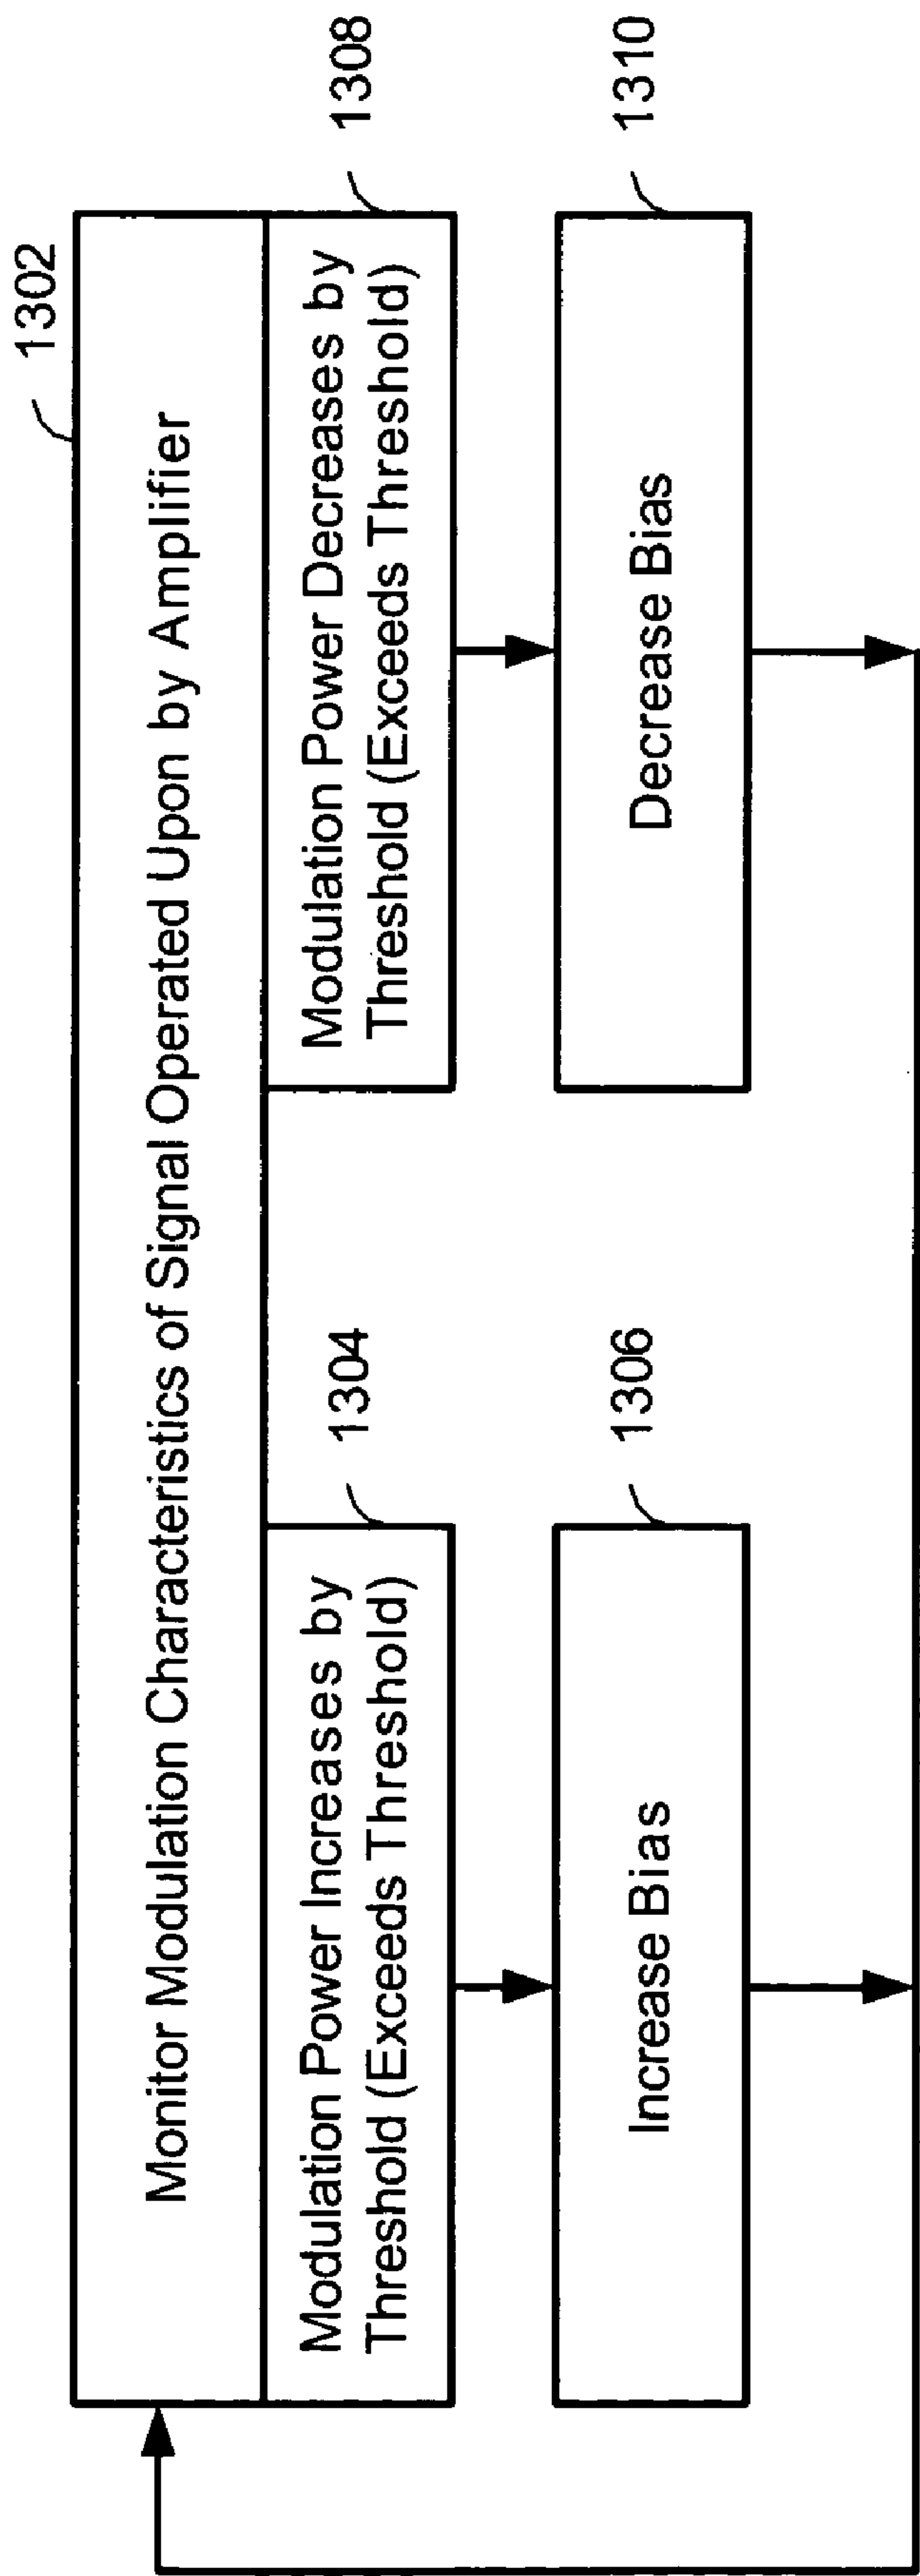 1302
Monitor Modulation Characteristics of Signal Operated Upon by Amplifier
1304
Modulation Power Increases by
Threshold (Exceeds Threshold)
1308
Modulation Power Decreases by
Threshold (Exceeds Threshold)
1306
Increase Bias
1310
Decrease Bias